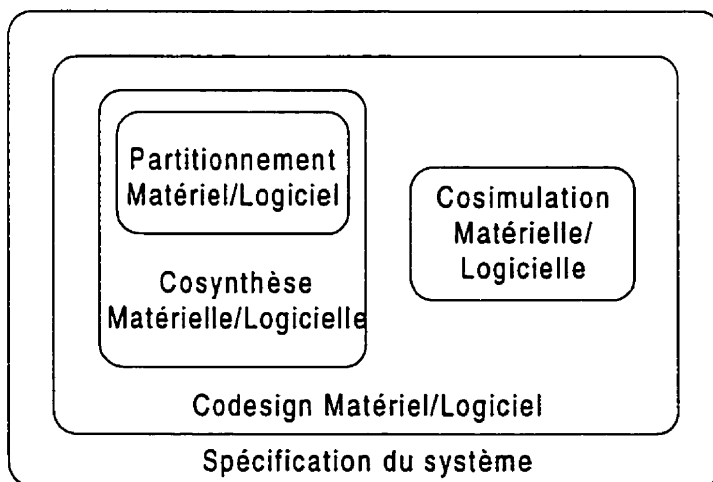 Partitionnement
Matériel/Logiciel
Cosynthèse
Matérielle/Logicielle
Cosimulation
Matérielle/
Logicielle
Codesign Matériel/Logiciel
Spécification du système